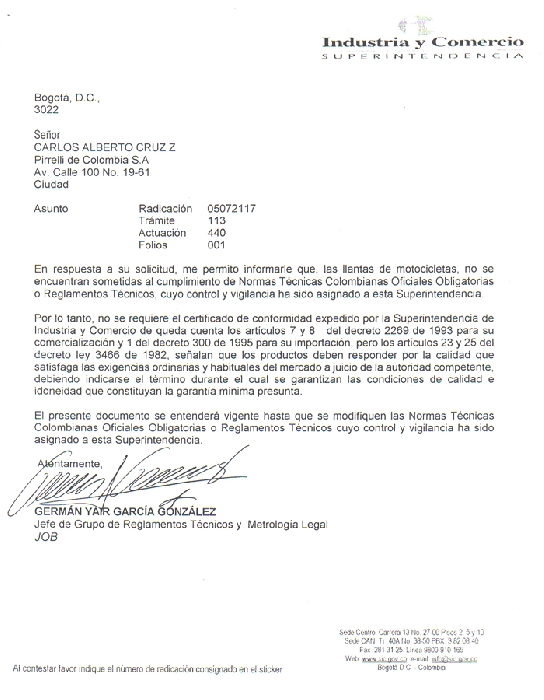 Industria y Comercio
SUPERINTENDENCIA
Bogotá, D.C.,
3022
Señor
CARLOS ALBERTO CRUZ Z
Pirrelli de Colombia S.A
Av. Calle 100 No. 19-61
Ciudad
Asunto Radicación 05072117
Trámite 113
Actuación 440
Folios 001
En respuesta a su solicitud, me permito informarle que, las llantas de motocicletas, no se
encuentran sometidas al cumplimiento de Normas Técnicas Colombianas Oficiales Obligatorias
o Reglamentos Técnicos, cuyo control y vigilancia ha sido asignado a esta Superintendencia.
Por lo tanto, no se requiere el certificado de conformidad expedido por la Superintendencia de
Industria y Comercio de queda cuenta los artículos 7 y 8 del decreto 2269 de 1993 para su
comercialización y 1 del decreto 300 de 1995 para su importación, pero los artículos 23 y 25 del
decreto ley 3466 de 1982, señalan que los productos deben responder por la calidad que
satisfaga las exigencias ordinarias y habituales del mercado a juicio de la autoridad competente,
debiendo indicarse el término durante el cual se garantizan las condiciones de calidad e
idoneidad que constituyan la garantía mínima presunta.
El presente documento se entenderá vigente hasta que se modifiquen las Normas Técnicas
Colombianas Oficiales Obligatorias o Reglamentos Técnicos cuyo control y vigilancia ha sido
asignado a esta Superintendencia.
Atentamente,
GERMÁN YAIR GARCÍA GONZÁLEZ
Jefe de Grupo de Reglamentos Técnicos y Metrología Legal
JOB
Sede Centro: Carrera 13 No. 27-00 Pisos
Sede CAN: No. 38-50 PBX:
Fax: 281 31 25 Línea 9800-910 165
Web: www.sic.gov.co e-mail: info@sic.gov.co
Bogotá D.C. - Colombia
Al contestar favor indique el número de radicación consignado en el sticker